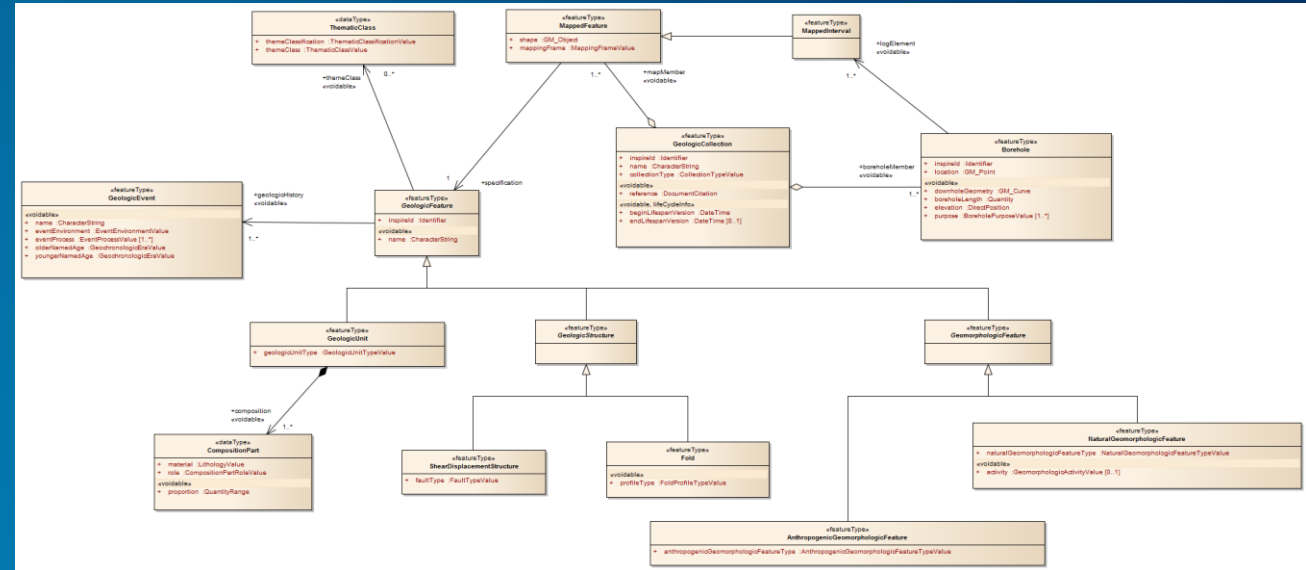 «dataType»
ThematicClass
+ themeClassification :ThematicClassificationValue
+ themeClass :ThematicClassValue
«featureType»
MappedFeature
+ shape :GM_Object
+ mappingFrame :MappingFrameValue
«featureType»
MappedInterval
+logElement
«voidable»
1..*
+themeClass
«voidable»
0..*
1..*
+mapMember
«voidable»
«featureType»
GeologicCollection
+ inspireId :Identifier
+ name :CharacterString
+ collectionType :CollectionTypeValue
«voidable»
+ reference :DocumentCitation
«voidable, lifeCycleInfo»
+ beginLifespanVersion :DateTime
+ endLifespanVersion :DateTime [0..1]
+boreholeMember
«voidable»
1..*
«featureType»
Borehole
+ inspireId :Identifier
+ location :GM_Point
«voidable»
+ downholeGeometry :GM_Curve
+ boreholeLength :Quantity
+ elevation :DirectPosition
+ purpose :BoreholePurposeValue [1..*]
«featureType»
GeologicEvent
«voidable»
+ name :CharacterString
+ eventEnvironment :EventEnvironmentValue
+ eventProcess :EventProcessValue [1..*]
+ olderNamedAge :GeochronologicEraValue
+ youngerNamedAge :GeochronologicEraValue
+geologicHistory
«voidable»
1..*
1
+specification
«featureType»
GeologicFeature
+ inspireId :Identifier
«voidable»
+ name :CharacterString
«featureType»
GeologicUnit
+ geologicUnitType :GeologicUnitTypeValue
«featureType»
GeologicStructure
«featureType»
GeomorphologicFeature
+composition
«voidable»
1..*
«dataType»
CompositionPart
+ material :LithologyValue
+ role :CompositionPartRoleValue
«voidable»
+ proportion :QuantityRange
«featureType»
ShearDisplacementStructure
+ faultType :FaultTypeValue
«featureType»
Fold
«voidable»
+ profileType :FoldProfileTypeValue
«featureType»
NaturalGeomorphologicFeature
+ naturalGeomorphologicFeatureType :NaturalGeomorphologicFeatureTypeValue
«voidable»
+ activity :GeomorphologicActivityValue [0..1]
«featureType»
AnthropogenicGeomorphologicFeature
+ anthropogenicGeomorphologicFeatureType :AnthropogenicGeomorphologicFeatureTypeValue